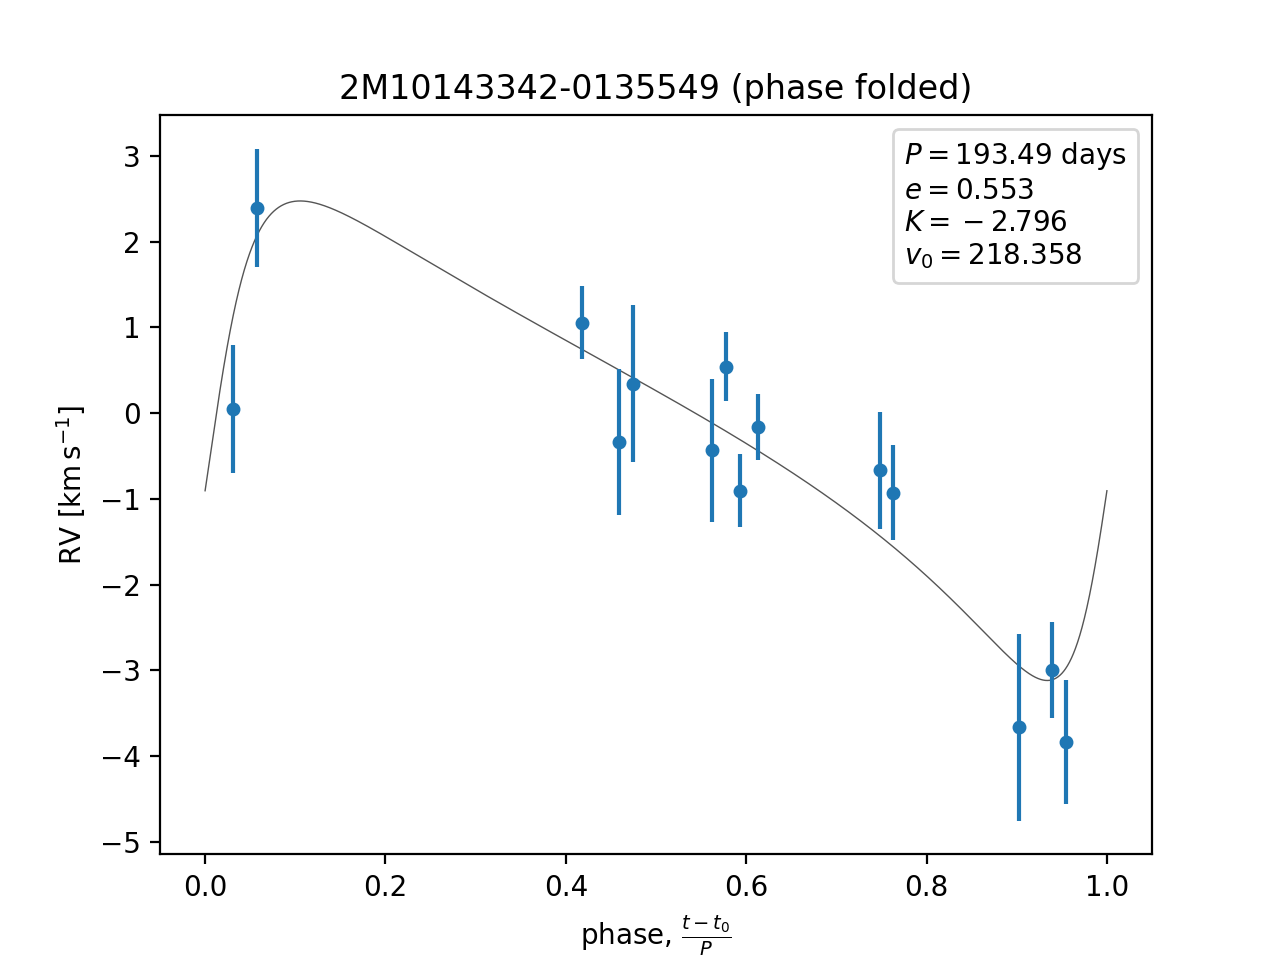 2M10143342-0135549 (phase folded)
P = 193.49 days
e = 0.553
K = −2.796
v₀ = 218.358
RV [km s⁻¹]
3
2
1
0
−1
−2
−3
−4
−5
0.0 0.2 0.4 0.6 0.8 1.0
phase, (t − t₀)/P